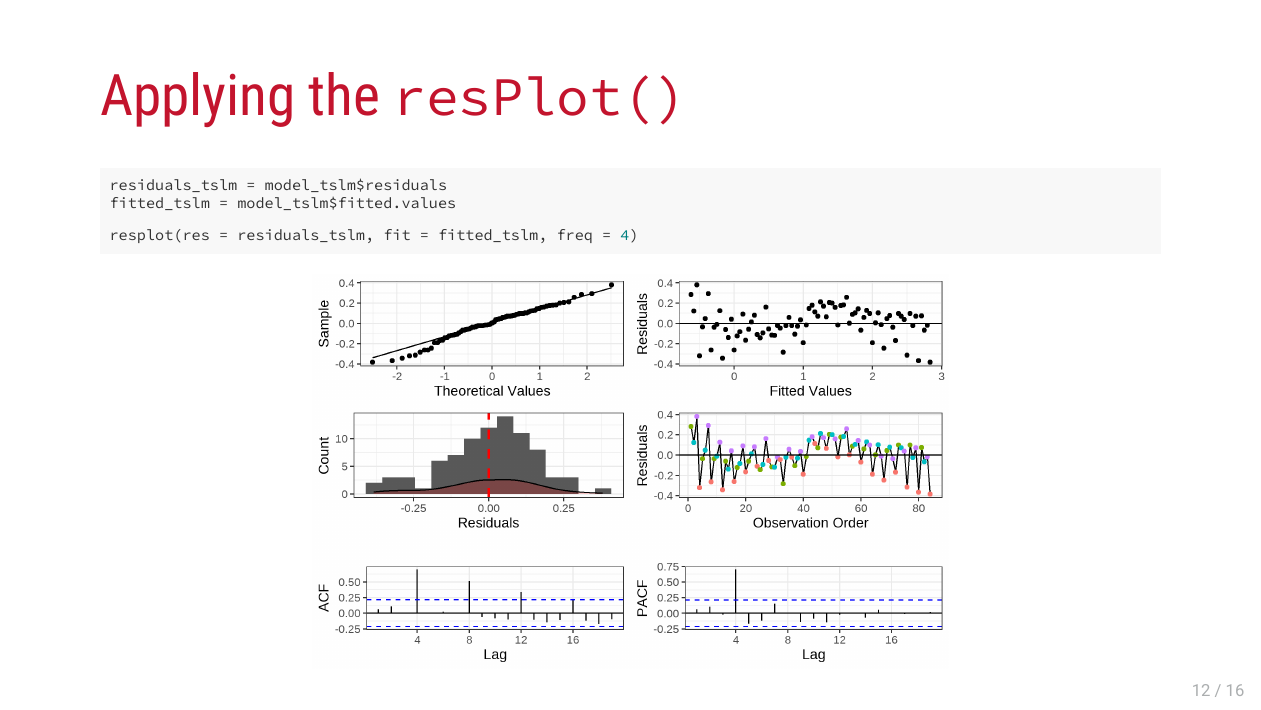 Applying the resPlot()
residuals_tslm = model_tslm$residuals
fitted_tslm = model_tslm$fitted.values
resplot(res = residuals_tslm, fit = fitted_tslm, freq = 4)
0.4
0.2
0.0
-0.2
-0.4
Sample
-2 -1 0 1 2
Theoretical Values
0.4
0.2
0.0
-0.2
-0.4
Residuals
0 1 2 3
Fitted Values
10
5
0
Count
-0.25 0.00 0.25
Residuals
0.4
0.2
0.0
-0.2
-0.4
Residuals
0 20 40 60 80
Observation Order
0.50
0.25
0.00
-0.25
ACF
4 8 12 16
Lag
0.75
0.50
0.25
0.00
-0.25
PACF
4 8 12 16
Lag
12 / 16